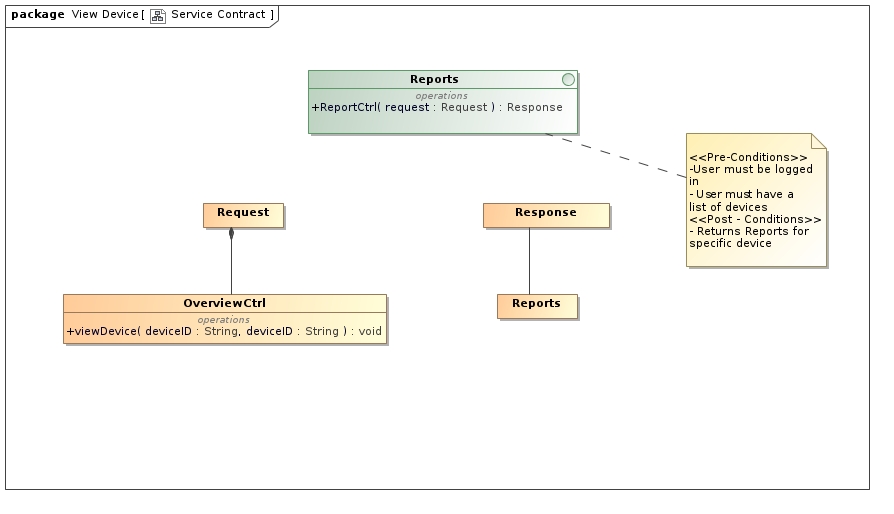 package View Device[ Service Contract ]
Reports
operations
+ReportCtrl( request : Request ) : Response
<<Pre-Conditions>>
-User must be logged
in
- User must have a
list of devices
<<Post - Conditions>>
- Returns Reports for
specific device
Request
Response
OverviewCtrl
operations
+viewDevice( deviceID : String, deviceID : String ) : void
Reports